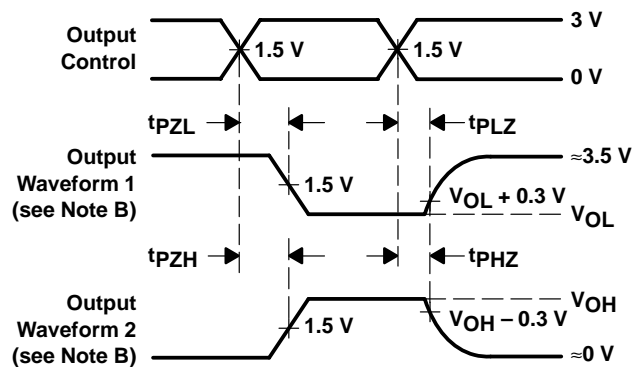 3 V
Output
Control
1.5 V
1.5 V
0 V
tPZL
tPLZ
Output
Waveform 1
(see Note B)
≈3.5 V
1.5 V
VOL + 0.3 V
VOL
tPZH
tPHZ
Output
Waveform 2
(see Note B)
VOH
1.5 V
VOH – 0.3 V
≈0 V